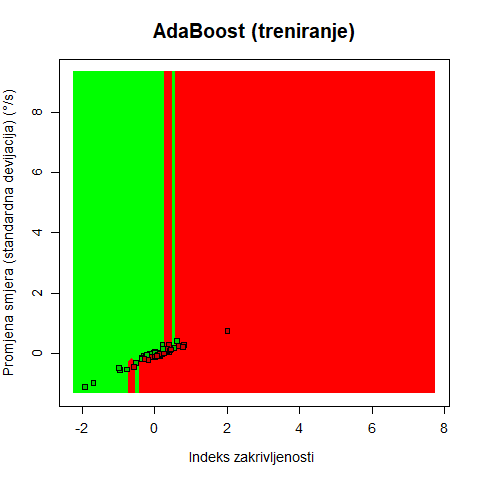 AdaBoost (treniranje)
Promjena smjera (standardna devijacija) (°/s)
8
6
4
2
0
-2 0 2 4 6 8
Indeks zakrivljenosti